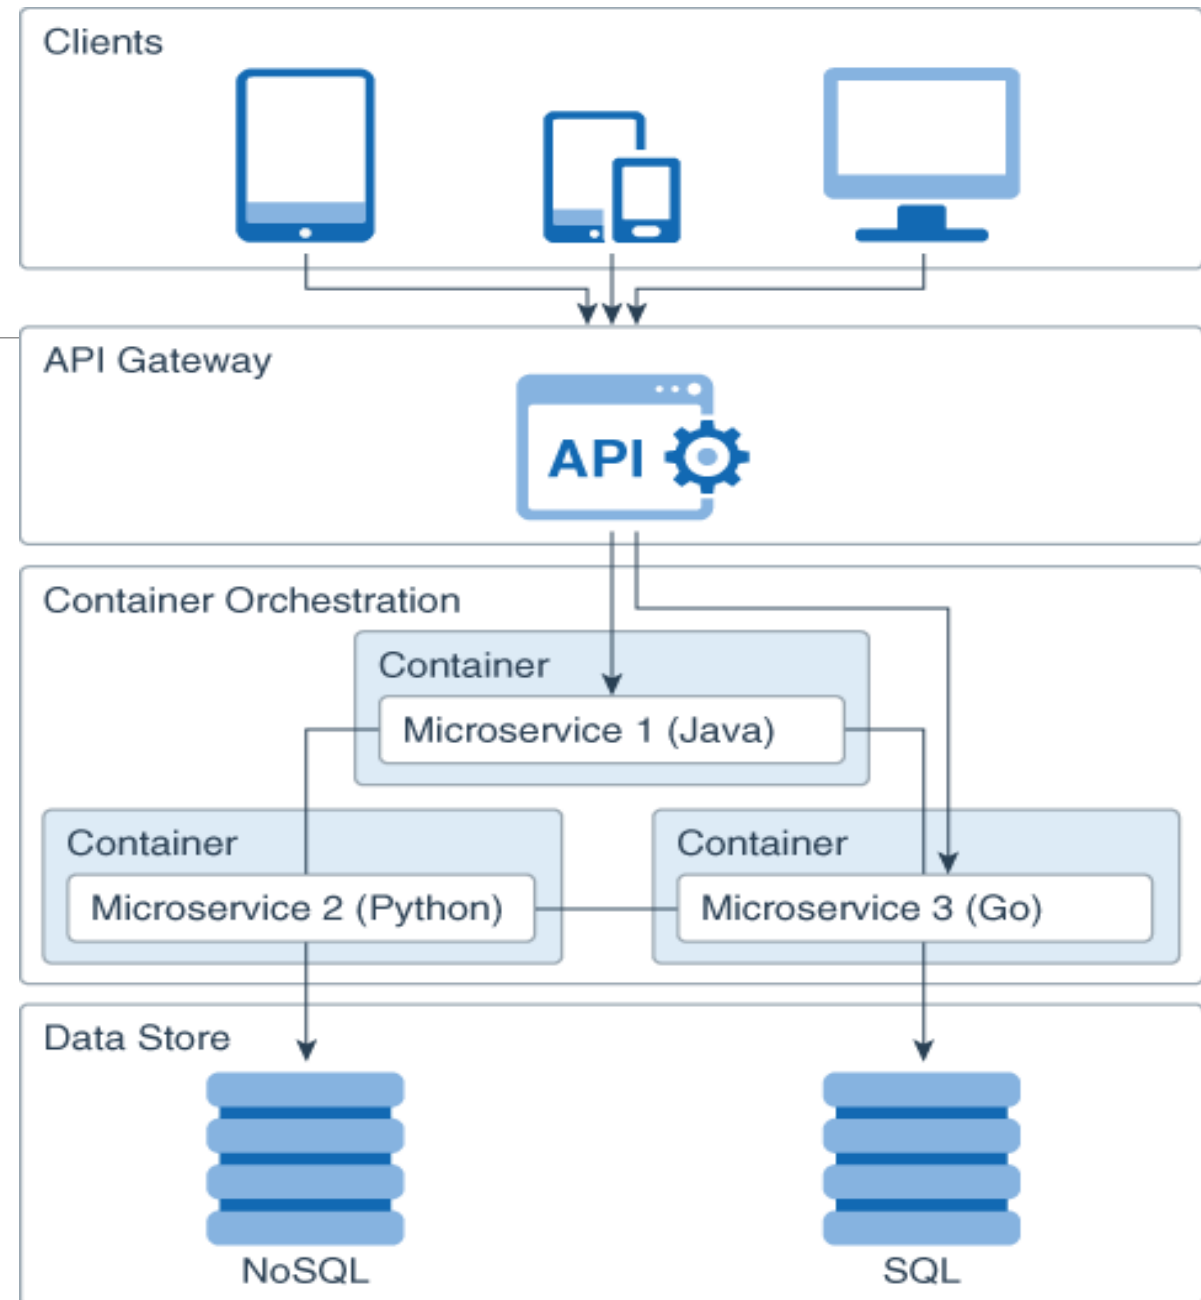 Clients
API Gateway
API
Container Orchestration
Container
Microservice 1 (Java)
Container
Microservice 2 (Python)
Container
Microservice 3 (Go)
Data Store
NoSQL
SQL